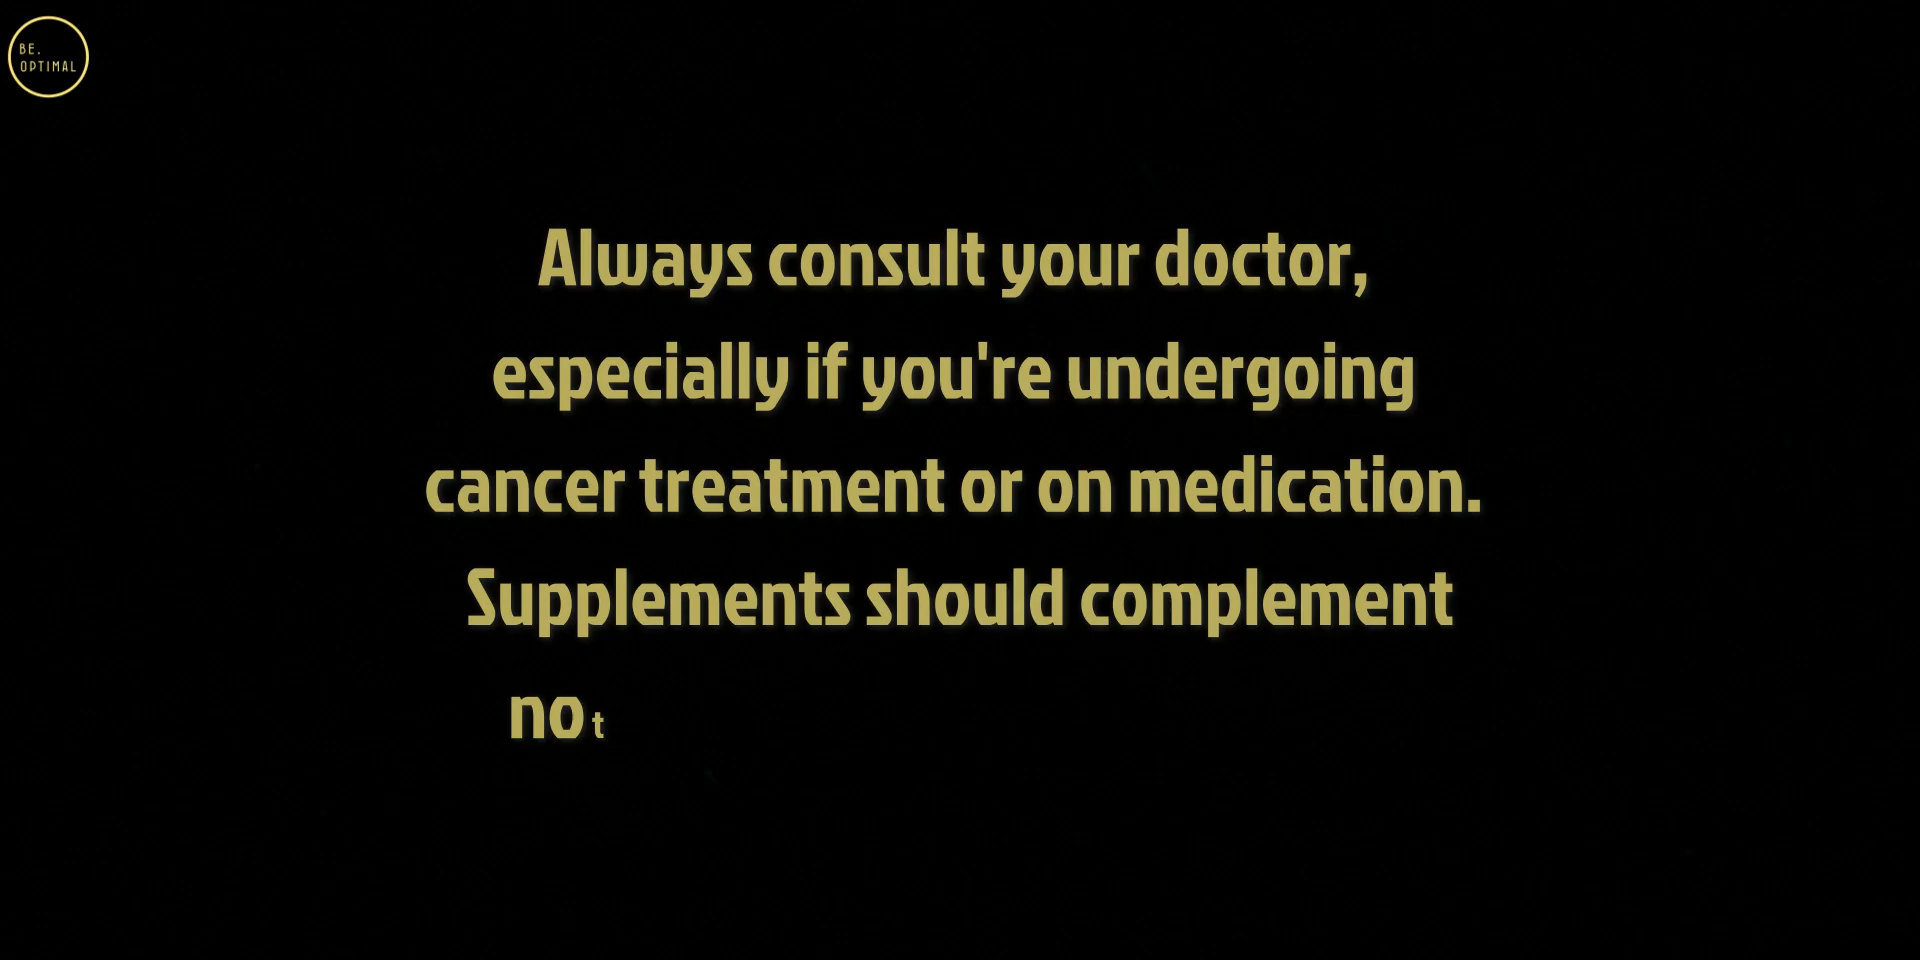 BE.
OPTIMAL
Always consult your doctor,
especially if you're undergoing
cancer treatment or on medication.
Supplements should complement
not